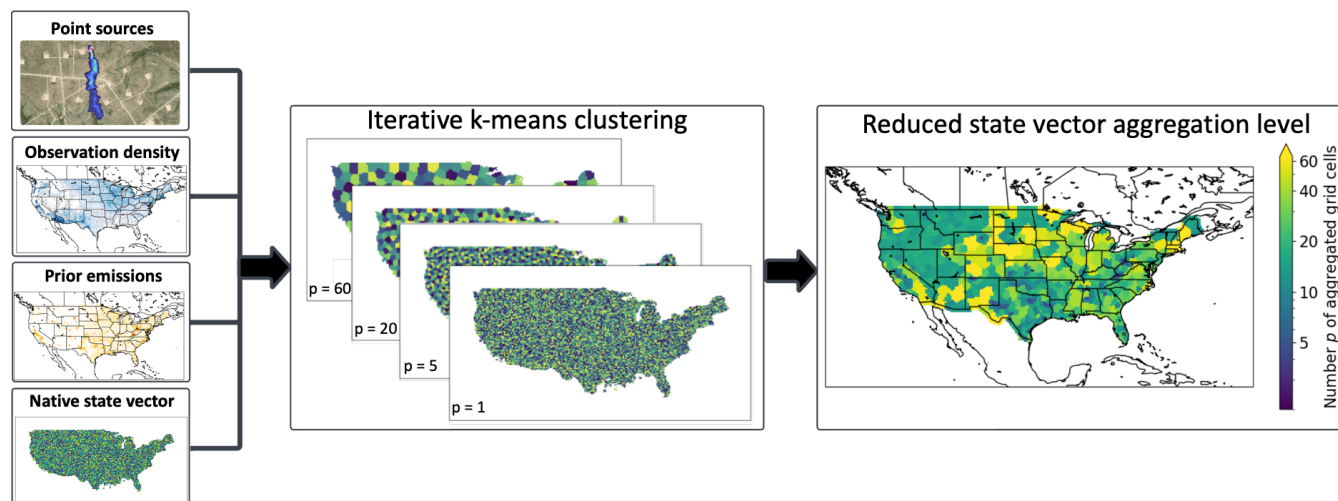 Point sources
Observation density
Prior emissions
Native state vector
Iterative k-means clustering
p = 60
p = 20
p = 5
p = 1
Reduced state vector aggregation level
60
40
20
10
5
Number p of aggregated grid cells